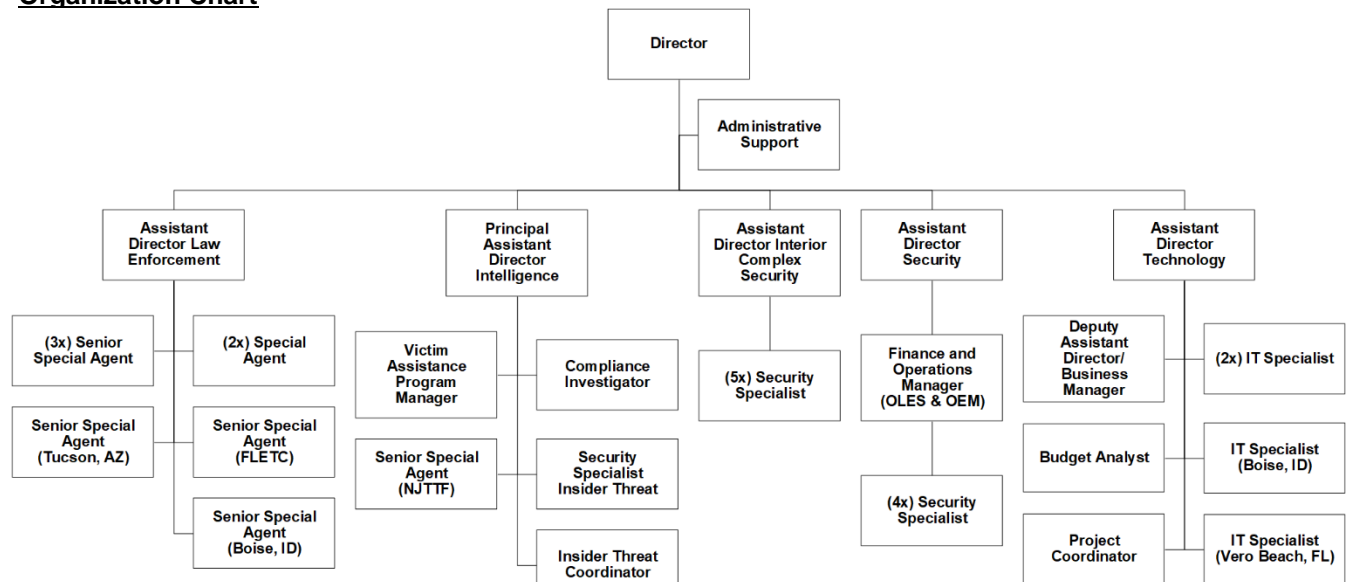 Organization Chart
Director
Administrative
Support
Assistant
Director Law
Enforcement
Principal
Assistant
Director
Intelligence
Assistant
Director Interior
Complex
Security
Assistant
Director
Security
Assistant
Director
Technology
(3x) Senior
Special Agent
(2x) Special
Agent
Senior Special
Agent
(Tucson, AZ)
Senior Special
Agent
(FLETC)
Senior Special
Agent
(Boise, ID)
Victim
Assistance
Program
Manager
Compliance
Investigator
Senior Special
Agent
(NJTTF)
Security
Specialist
Insider Threat
Insider Threat
Coordinator
(5x) Security
Specialist
Finance and
Operations
Manager
(OLES & OEM)
(4x) Security
Specialist
Deputy
Assistant
Director/
Business
Manager
(2x) IT Specialist
Budget Analyst
IT Specialist
(Boise, ID)
Project
Coordinator
IT Specialist
(Vero Beach, FL)